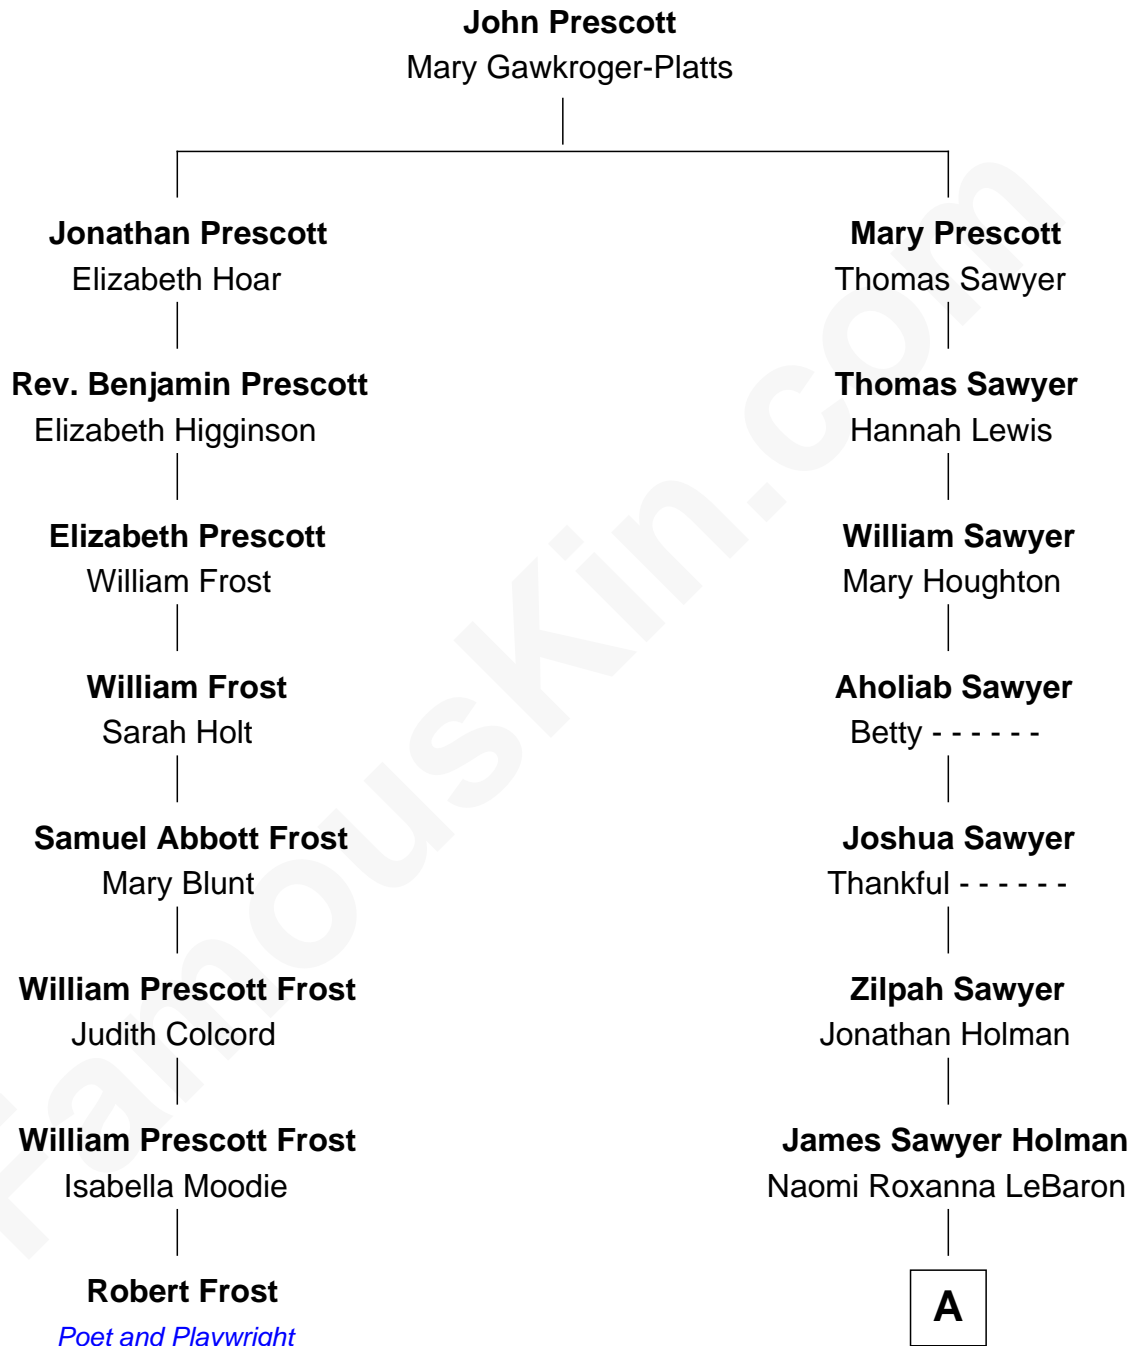 John Prescott
Mary Gawkroger-Platts
Jonathan Prescott
Elizabeth Hoar
Mary Prescott
Thomas Sawyer
Rev. Benjamin Prescott
Elizabeth Higginson
Thomas Sawyer
Hannah Lewis
Elizabeth Prescott
William Frost
William Sawyer
Mary Houghton
William Frost
Sarah Holt
Aholiab Sawyer
Betty - - - - - -
Samuel Abbott Frost
Mary Blunt
Joshua Sawyer
Thankful - - - - - -
William Prescott Frost
Judith Colcord
Zilpah Sawyer
Jonathan Holman
William Prescott Frost
Isabella Moodie
James Sawyer Holman
Naomi Roxanna LeBaron
Robert Frost
Poet and Playwright
A
FamousKin.com